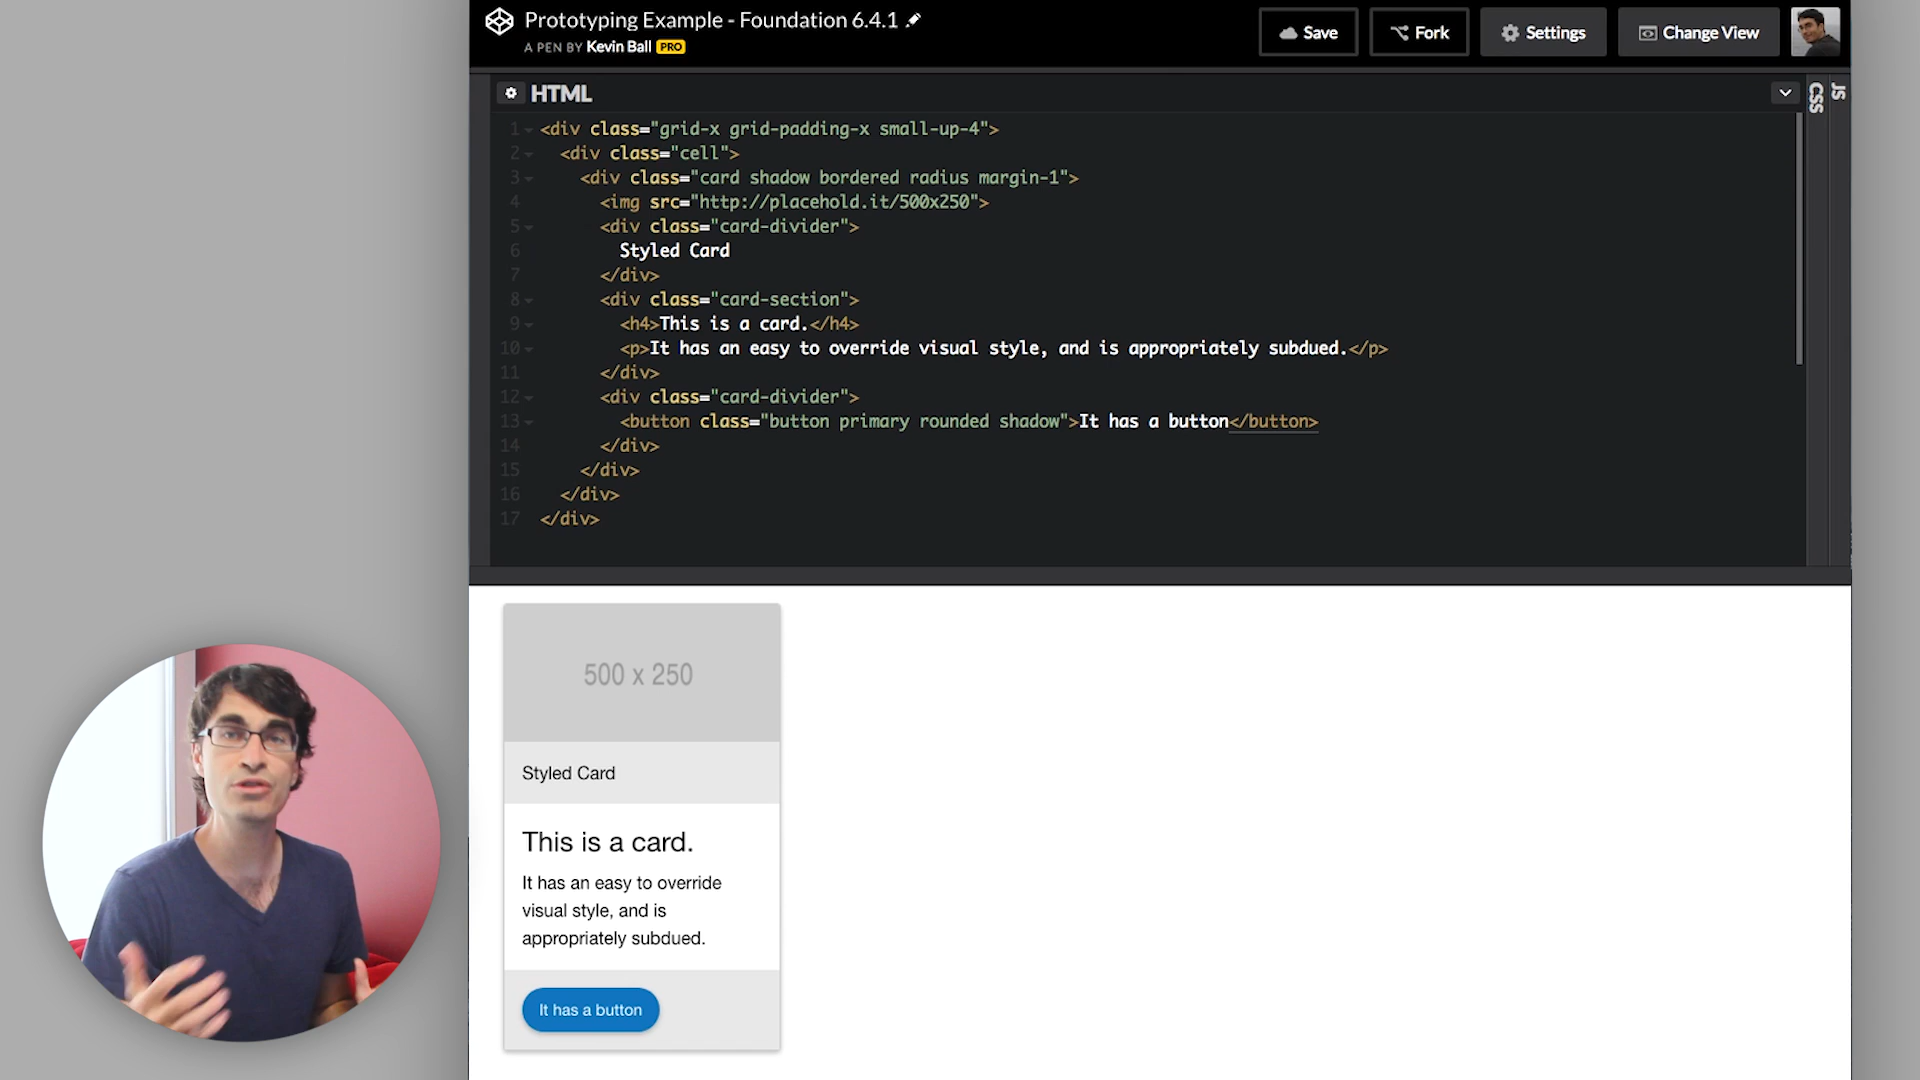 Prototyping Example - Foundation 6.4.1
A PEN BY Kevin Ball PRO
Save
Fork
Settings
Change View
HTML
CSS
JS
1 <div class="grid-x grid-padding-x small-up-4">
2 <div class="cell">
3 <div class="card shadow bordered radius margin-1">
4 <img src="http://placehold.it/500x250">
5 <div class="card-divider">
6 Styled Card
7 </div>
8 <div class="card-section">
9 <h4>This is a card.</h4>
10 <p>It has an easy to override visual style, and is appropriately subdued.</p>
11 </div>
12 <div class="card-divider">
13 <button class="button primary rounded shadow">It has a button</button>
14 </div>
15 </div>
16 </div>
17 </div>
500 x 250
Styled Card
This is a card.
It has an easy to override
visual style, and is
appropriately subdued.
It has a button